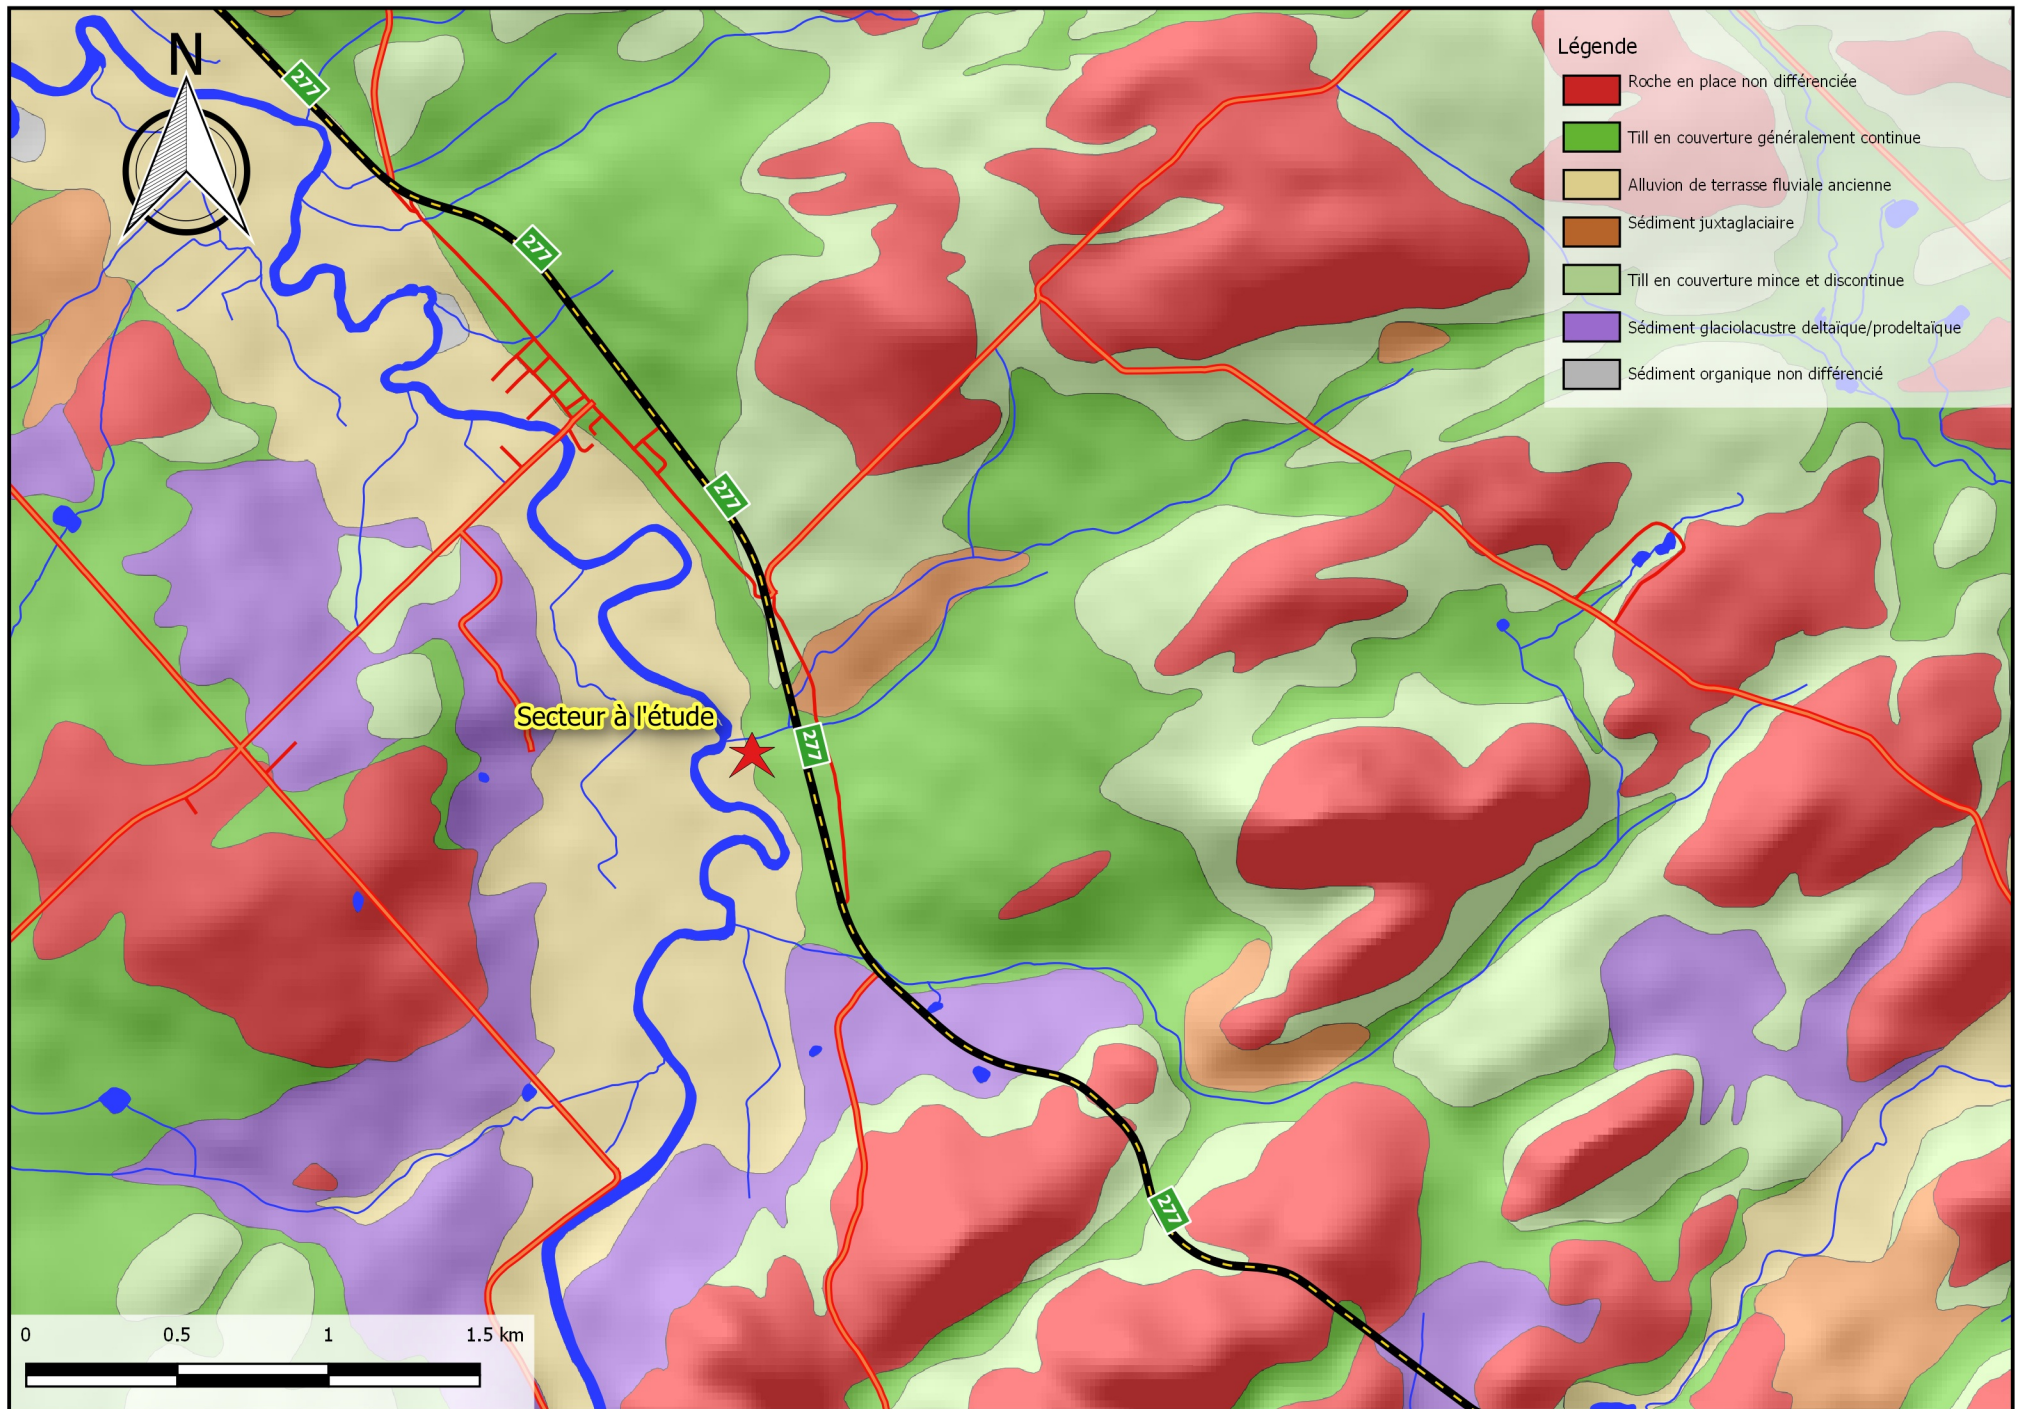 N
277
277
277
277
277
Secteur à l'étude
Légende
Roche en place non différenciée
Till en couverture généralement continue
Alluvion de terrasse fluviale ancienne
Sédiment juxtaglaciaire
Till en couverture mince et discontinue
Sédiment glaciolacustre deltaïque/prodeltaïque
Sédiment organique non différencié
0 0.5 1 1.5 km